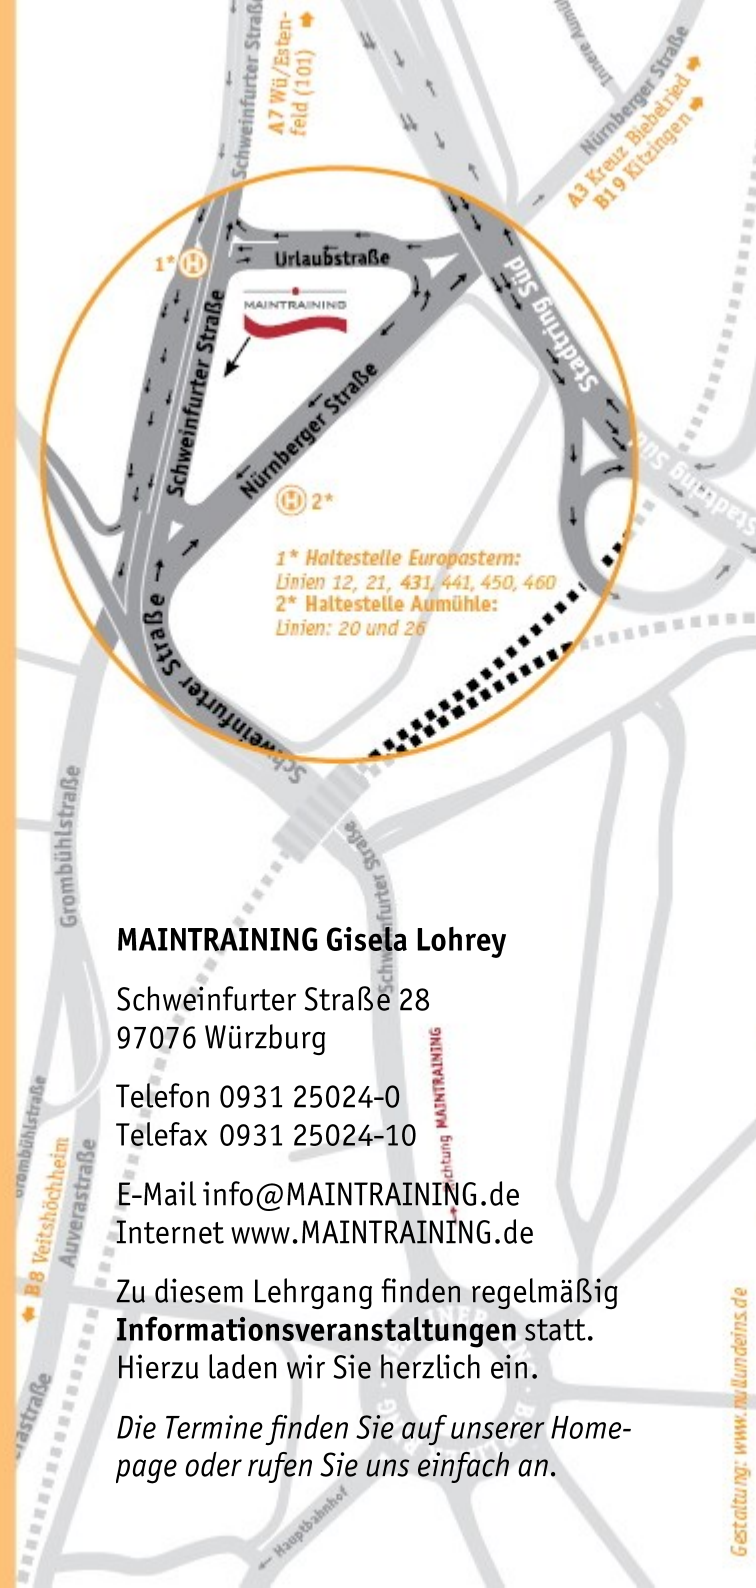 Schweinfurter Straße
A7 Wü/Esten-
feld (101)
Nürnberger Straße
A3 Kreuz Biebelried
B19 Kitzingen
1* H
Urlaubstraße
MAINTRAINING
Schweinfurter Straße
Nürnberger Straße
Stadtring Süd
Stadtring Süd
H 2*
1* Haltestelle Europastern:
Linien 12, 21, 431, 441, 450, 460
2* Haltestelle Aumühle:
Linien: 20 und 26
Schweinfurter Straße
Schweinfurter Straße
Grombühlstraße
MAINTRAINING Gisela Lohrey
Schweinfurter Straße 28
97076 Würzburg
Telefon 0931 25024-0
Telefax 0931 25024-10
E-Mail info@MAINTRAINING.de
Internet www.MAINTRAINING.de
Zu diesem Lehrgang finden regelmäßig
Informationsveranstaltungen statt.
Hierzu laden wir Sie herzlich ein.
Die Termine finden Sie auf unserer Home-
page oder rufen Sie uns einfach an.
MAINTRAINING
Grombühlstraße
B8 Veitshöchheim
Auverastraße
Hauptbahnhof
Gestaltung: www.nullundeins.de